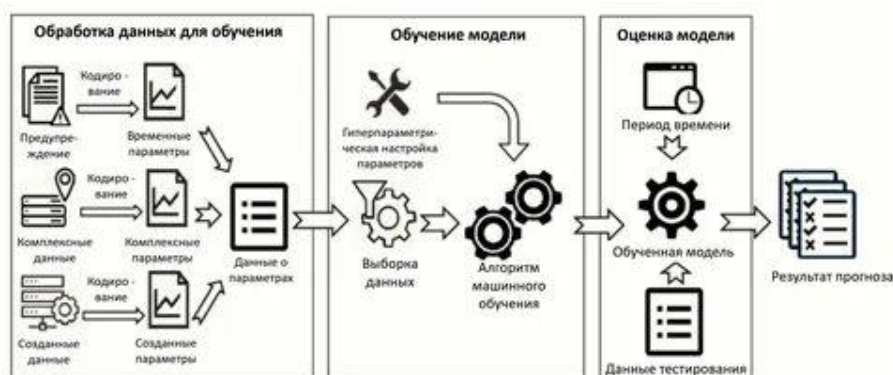 Обработка данных для обучения
Кодиро -
вание
Предупре-
ждение
Временные
параметры
Кодиро -
вание
Комплексные
данные
Комплексные
параметры
Кодиро -
вание
Созданные
данные
Созданные
параметры
Данные о
параметрах
Обучение модели
Гиперпараметри-
ческая настройка
параметров
Выборка
данных
Алгоритм
машинного
обучения
Оценка модели
Период времени
Обученная модель
Данные тестирования
Результат прогноза